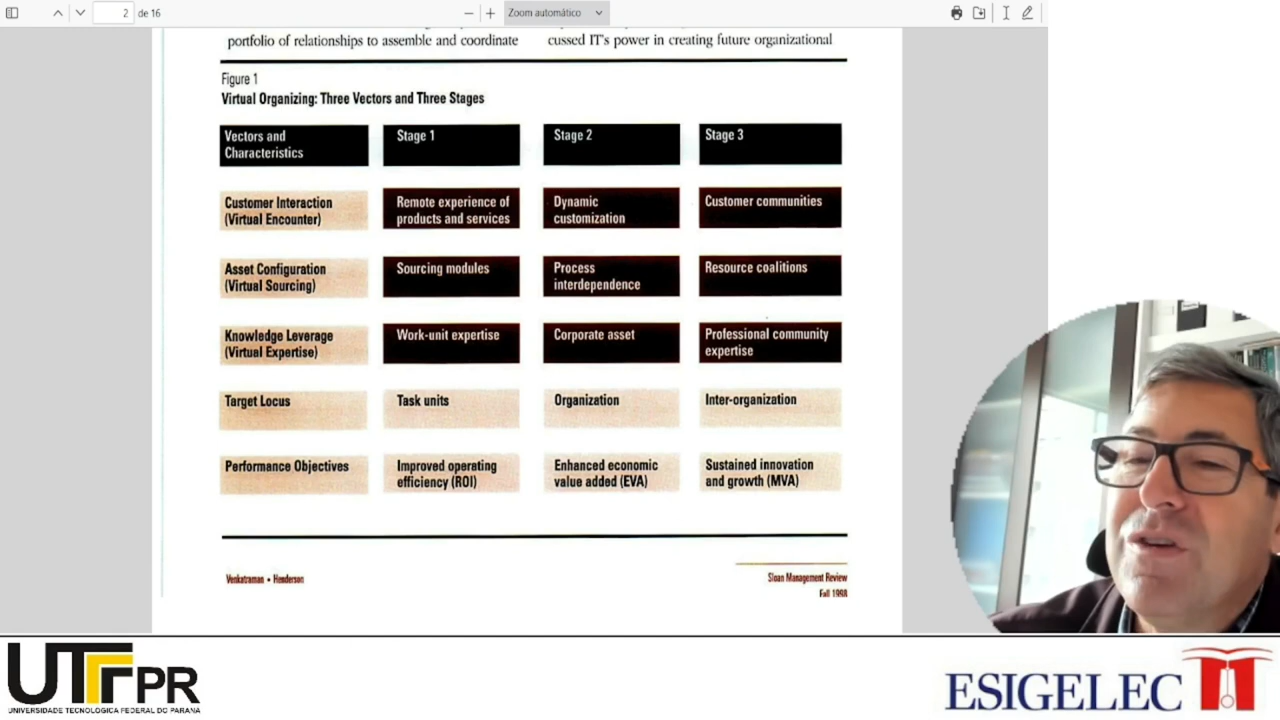 2
de 16
Zoom automático
portfolio of relationships to assemble and coordinate
cussed IT's power in creating future organizational
Figure 1
Virtual Organizing: Three Vectors and Three Stages
Vectors and
Characteristics
Stage 1
Stage 2
Stage 3
Customer Interaction
(Virtual Encounter)
Remote experience of
products and services
Dynamic
customization
Customer communities
Asset Configuration
(Virtual Sourcing)
Sourcing modules
Process
interdependence
Resource coalitions
Knowledge Leverage
(Virtual Expertise)
Work-unit expertise
Corporate asset
Professional community
expertise
Target Locus
Task units
Organization
Inter-organization
Performance Objectives
Improved operating
efficiency (ROI)
Enhanced economic
value added (EVA)
Sustained innovation
and growth (MVA)
Venkatraman • Henderson
Sloan Management Review
Fall 1998
UTFPR
UNIVERSIDADE TECNOLÓGICA FEDERAL DO PARANÁ
ESIGELEC